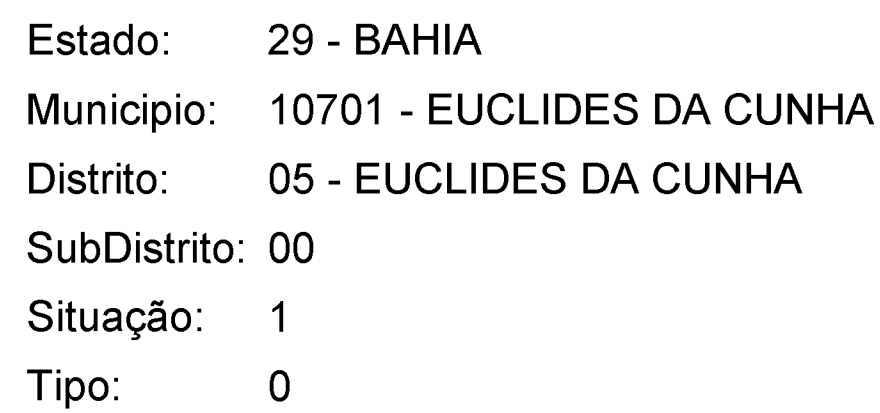 Estado: 29 - BAHIA
Municipio: 10701 - EUCLIDES DA CUNHA
Distrito: 05 - EUCLIDES DA CUNHA
SubDistrito: 00
Situação: 1
Tipo: 0